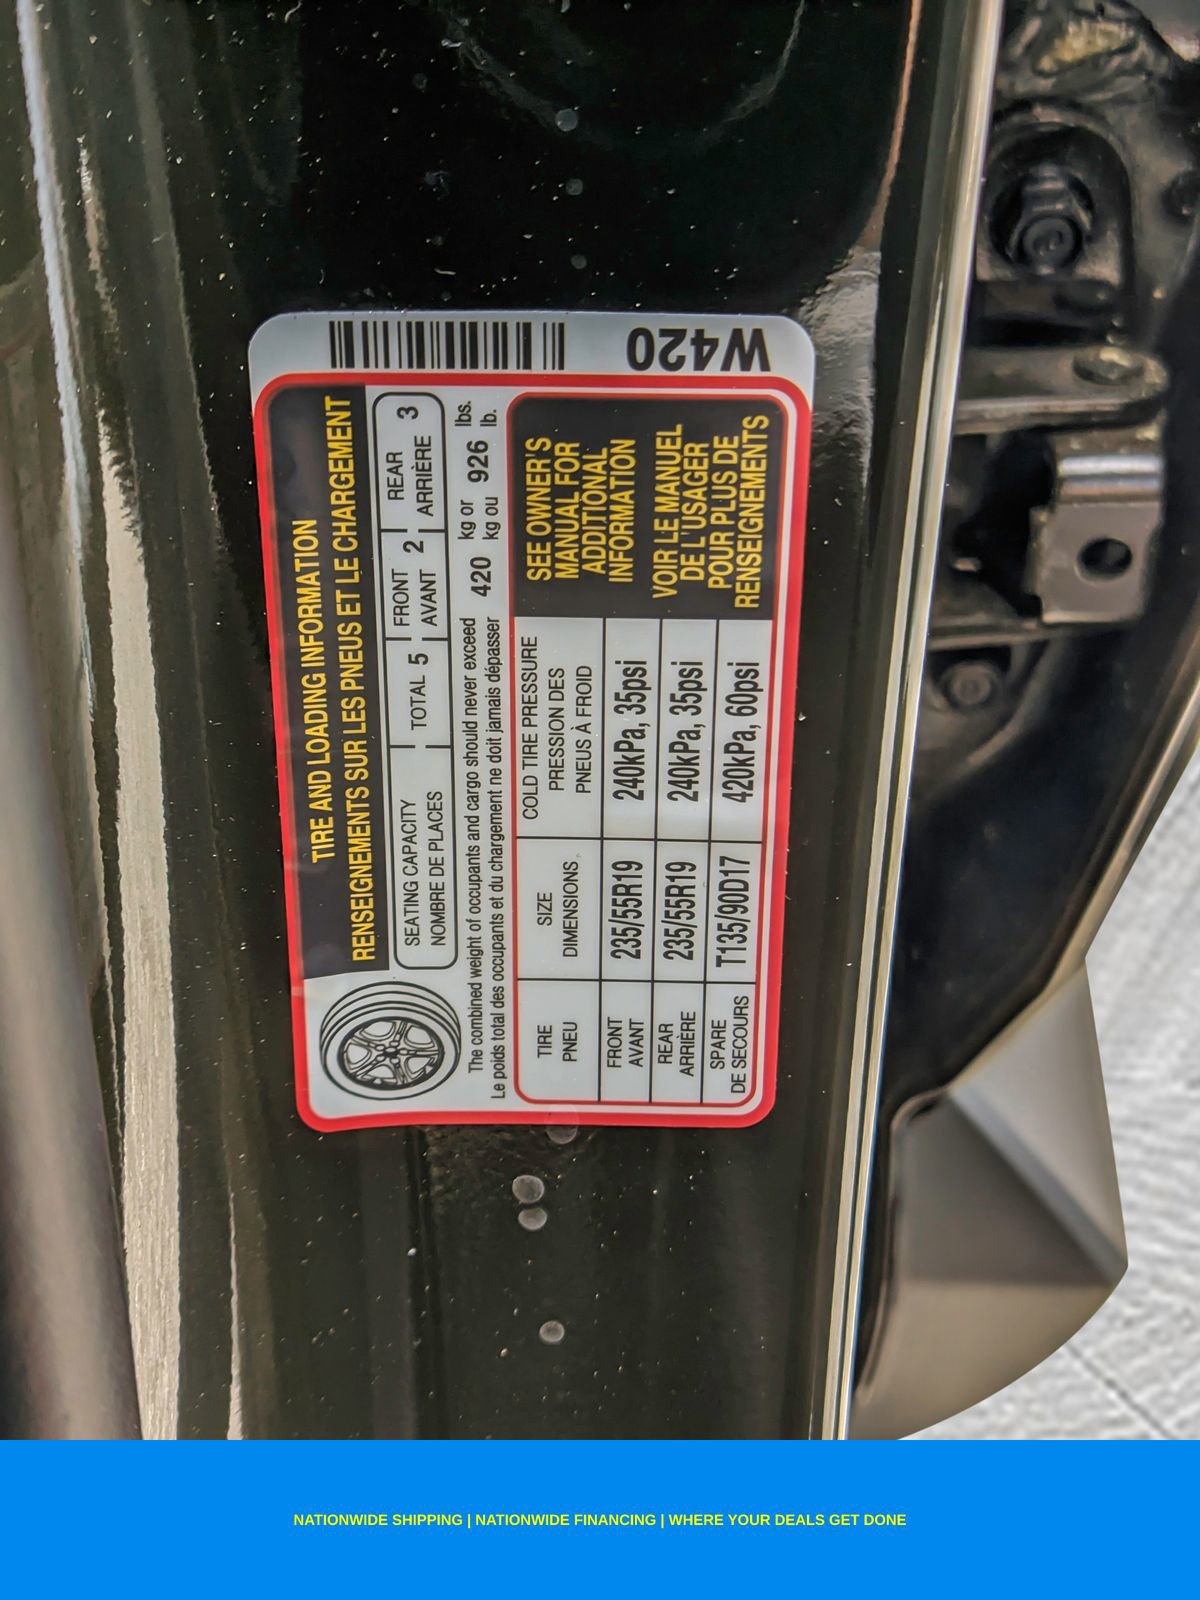 TIRE AND LOADING INFORMATION
RENSEIGNEMENTS SUR LES PNEUS ET LE CHARGEMENT
SEATING CAPACITY
NOMBRE DE PLACES
TOTAL 5
FRONT
AVANT 2
REAR
ARRIÈRE 3
The combined weight of occupants and cargo should never exceed 420 kg or 926 lbs.
Le poids total des occupants et du chargement ne doit jamais dépasser kg ou lb.
TIRE
PNEU
SIZE
DIMENSIONS
COLD TIRE PRESSURE
PRESSION DES
PNEUS À FROID
FRONT
AVANT
235/55R19
240kPa, 35psi
REAR
ARRIÈRE
235/55R19
240kPa, 35psi
SPARE
DE SECOURS
T135/90D17
420kPa, 60psi
SEE OWNER'S
MANUAL FOR
ADDITIONAL
INFORMATION
VOIR LE MANUEL
DE L'USAGER
POUR PLUS DE
RENSEIGNEMENTS
W420
NATIONWIDE SHIPPING | NATIONWIDE FINANCING | WHERE YOUR DEALS GET DONE